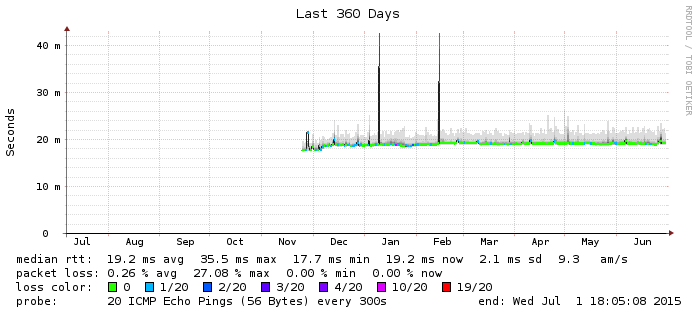 Last 360 Days
RRDTOOL / TOBI OETIKER
Seconds
40 m
30 m
20 m
10 m
0
Jul Aug Sep Oct Nov Dec Jan Feb Mar Apr May Jun
median rtt: 19.2 ms avg 35.5 ms max 17.7 ms min 19.2 ms now 2.1 ms sd 9.3 am/s
packet loss: 0.26 % avg 27.08 % max 0.00 % min 0.00 % now
loss color: 0 1/20 2/20 3/20 4/20 10/20 19/20
probe: 20 ICMP Echo Pings (56 Bytes) every 300s end: Wed Jul 1 18:05:08 2015